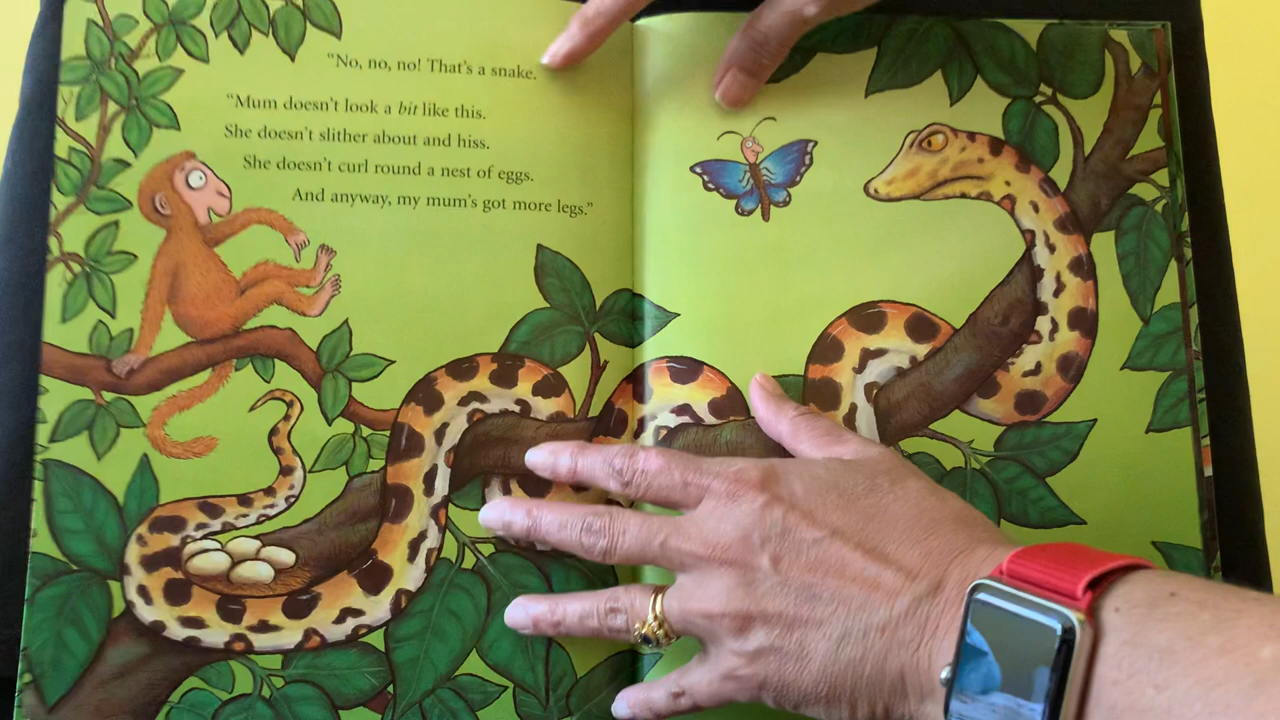 “No, no, no! That’s a snake.
“Mum doesn’t look a bit like this.
She doesn’t slither about and hiss.
She doesn’t curl round a nest of eggs.
And anyway, my mum’s got more legs.”